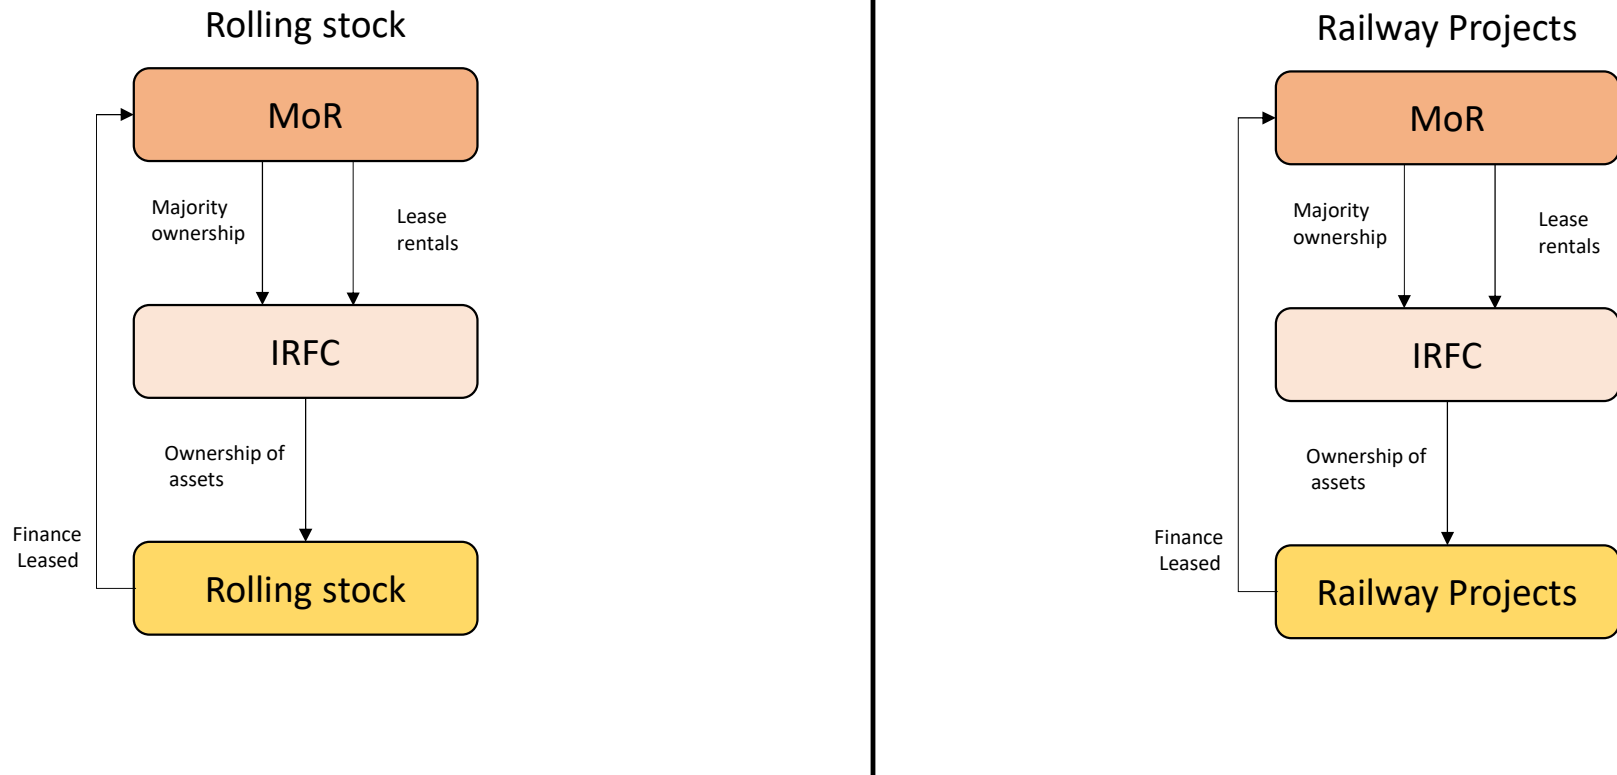 Rolling stock
MoR
Majority
ownership
Lease
rentals
IRFC
Ownership of
assets
Finance
Leased
Rolling stock
Railway Projects
MoR
Majority
ownership
Lease
rentals
IRFC
Ownership of
assets
Finance
Leased
Railway Projects